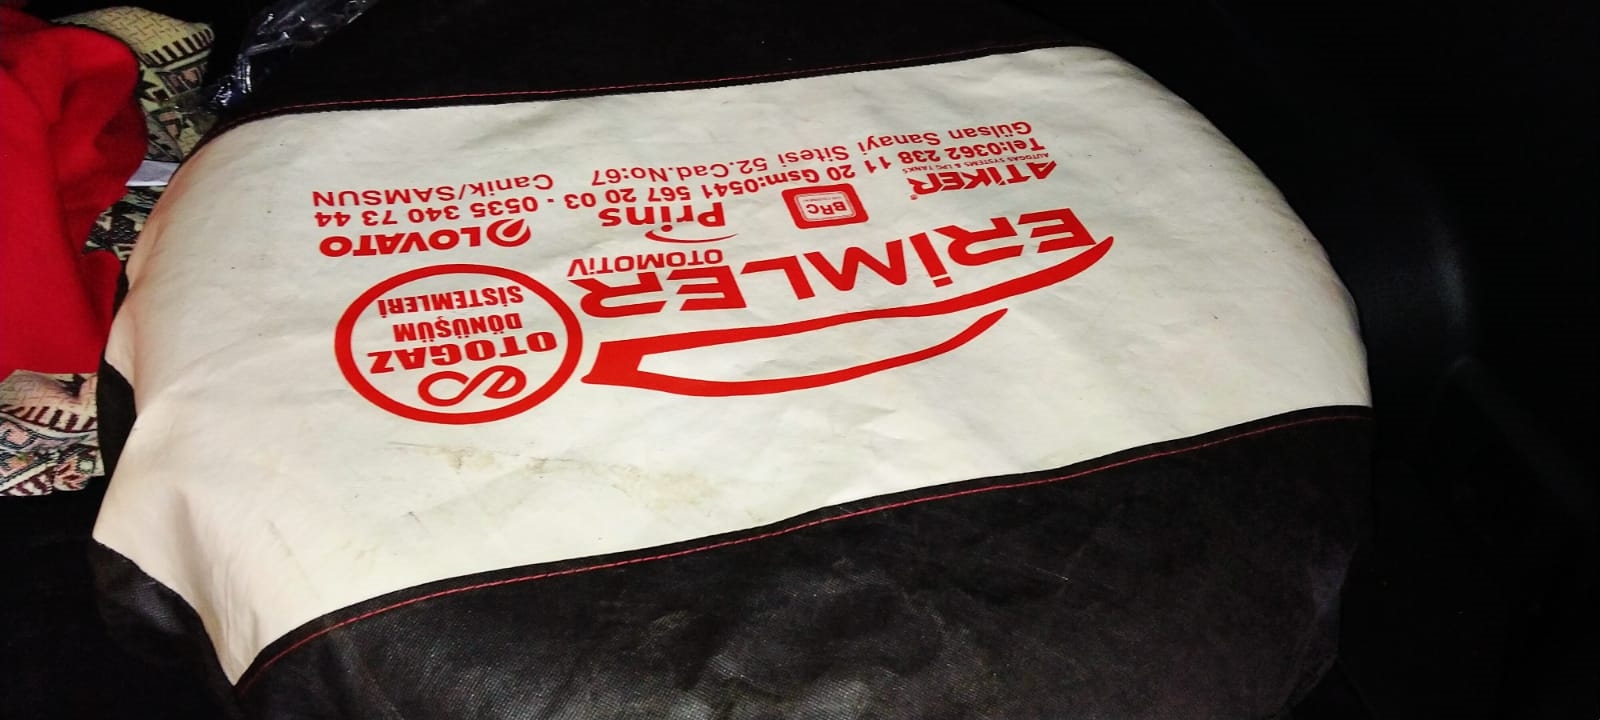 ERİMLER
OTOMOTİV
OTOGAZ
DÖNÜŞÜM
SİSTEMLERİ
ATİKER®
AUTOGAS SYSTEMS & LPG TANKS
BRC
Prins
LOVATO
Tel:0362 238 11 20 Gsm:0541 567 20 03 - 0535 340 73 44
Gülsan Sanayi Sitesi 52.Cad.No:67 Canik/SAMSUN